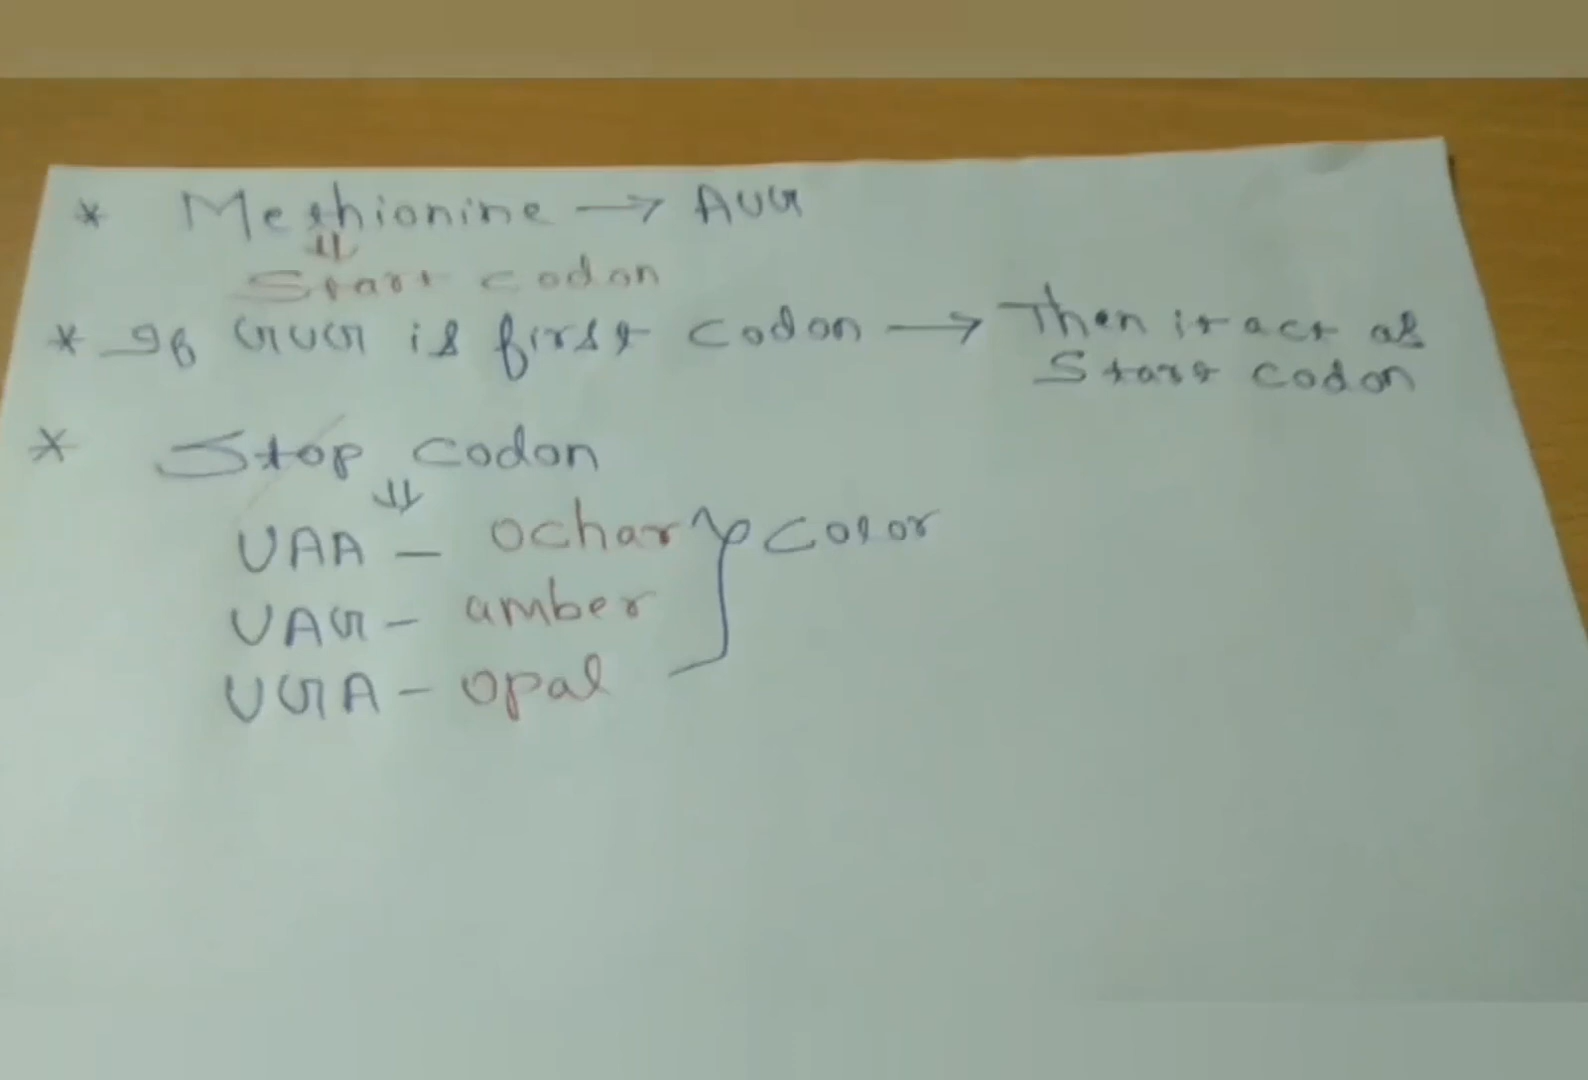 * Methionine → AUG
⇓
Start codon
* If GUG is first codon → Then it act as
Start codon
* Stop codon
⇓
UAA – ochar } color
UAG – amber
UGA – opal